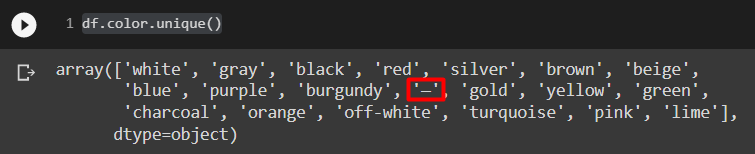 1 df.color.unique()
array(['white', 'gray', 'black', 'red', 'silver', 'brown', 'beige',
'blue', 'purple', 'burgundy', '—', 'gold', 'yellow', 'green',
'charcoal', 'orange', 'off-white', 'turquoise', 'pink', 'lime'],
dtype=object)